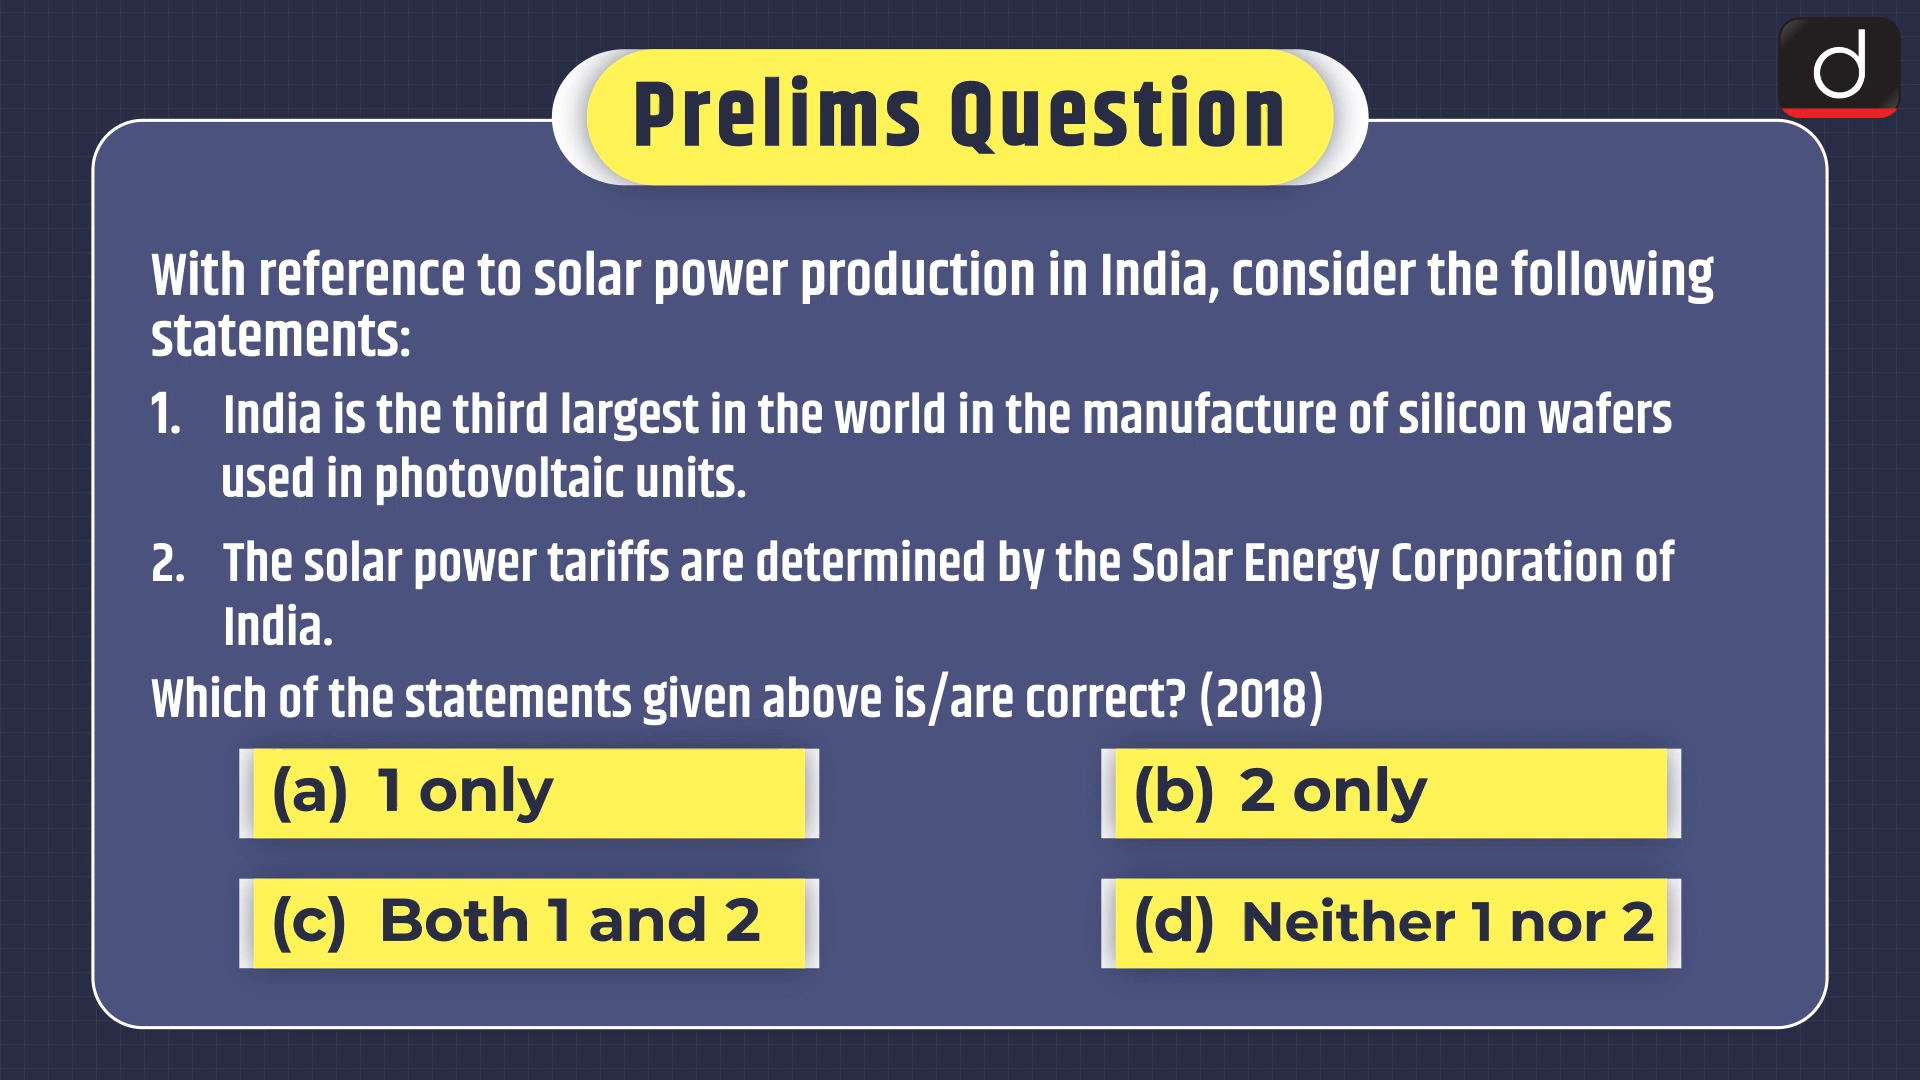 Prelims Question
d
With reference to solar power production in India, consider the following
statements:
1. India is the third largest in the world in the manufacture of silicon wafers
used in photovoltaic units.
2. The solar power tariffs are determined by the Solar Energy Corporation of
India.
Which of the statements given above is/are correct? (2018)
(a) 1 only
(b) 2 only
(c) Both 1 and 2
(d) Neither 1 nor 2